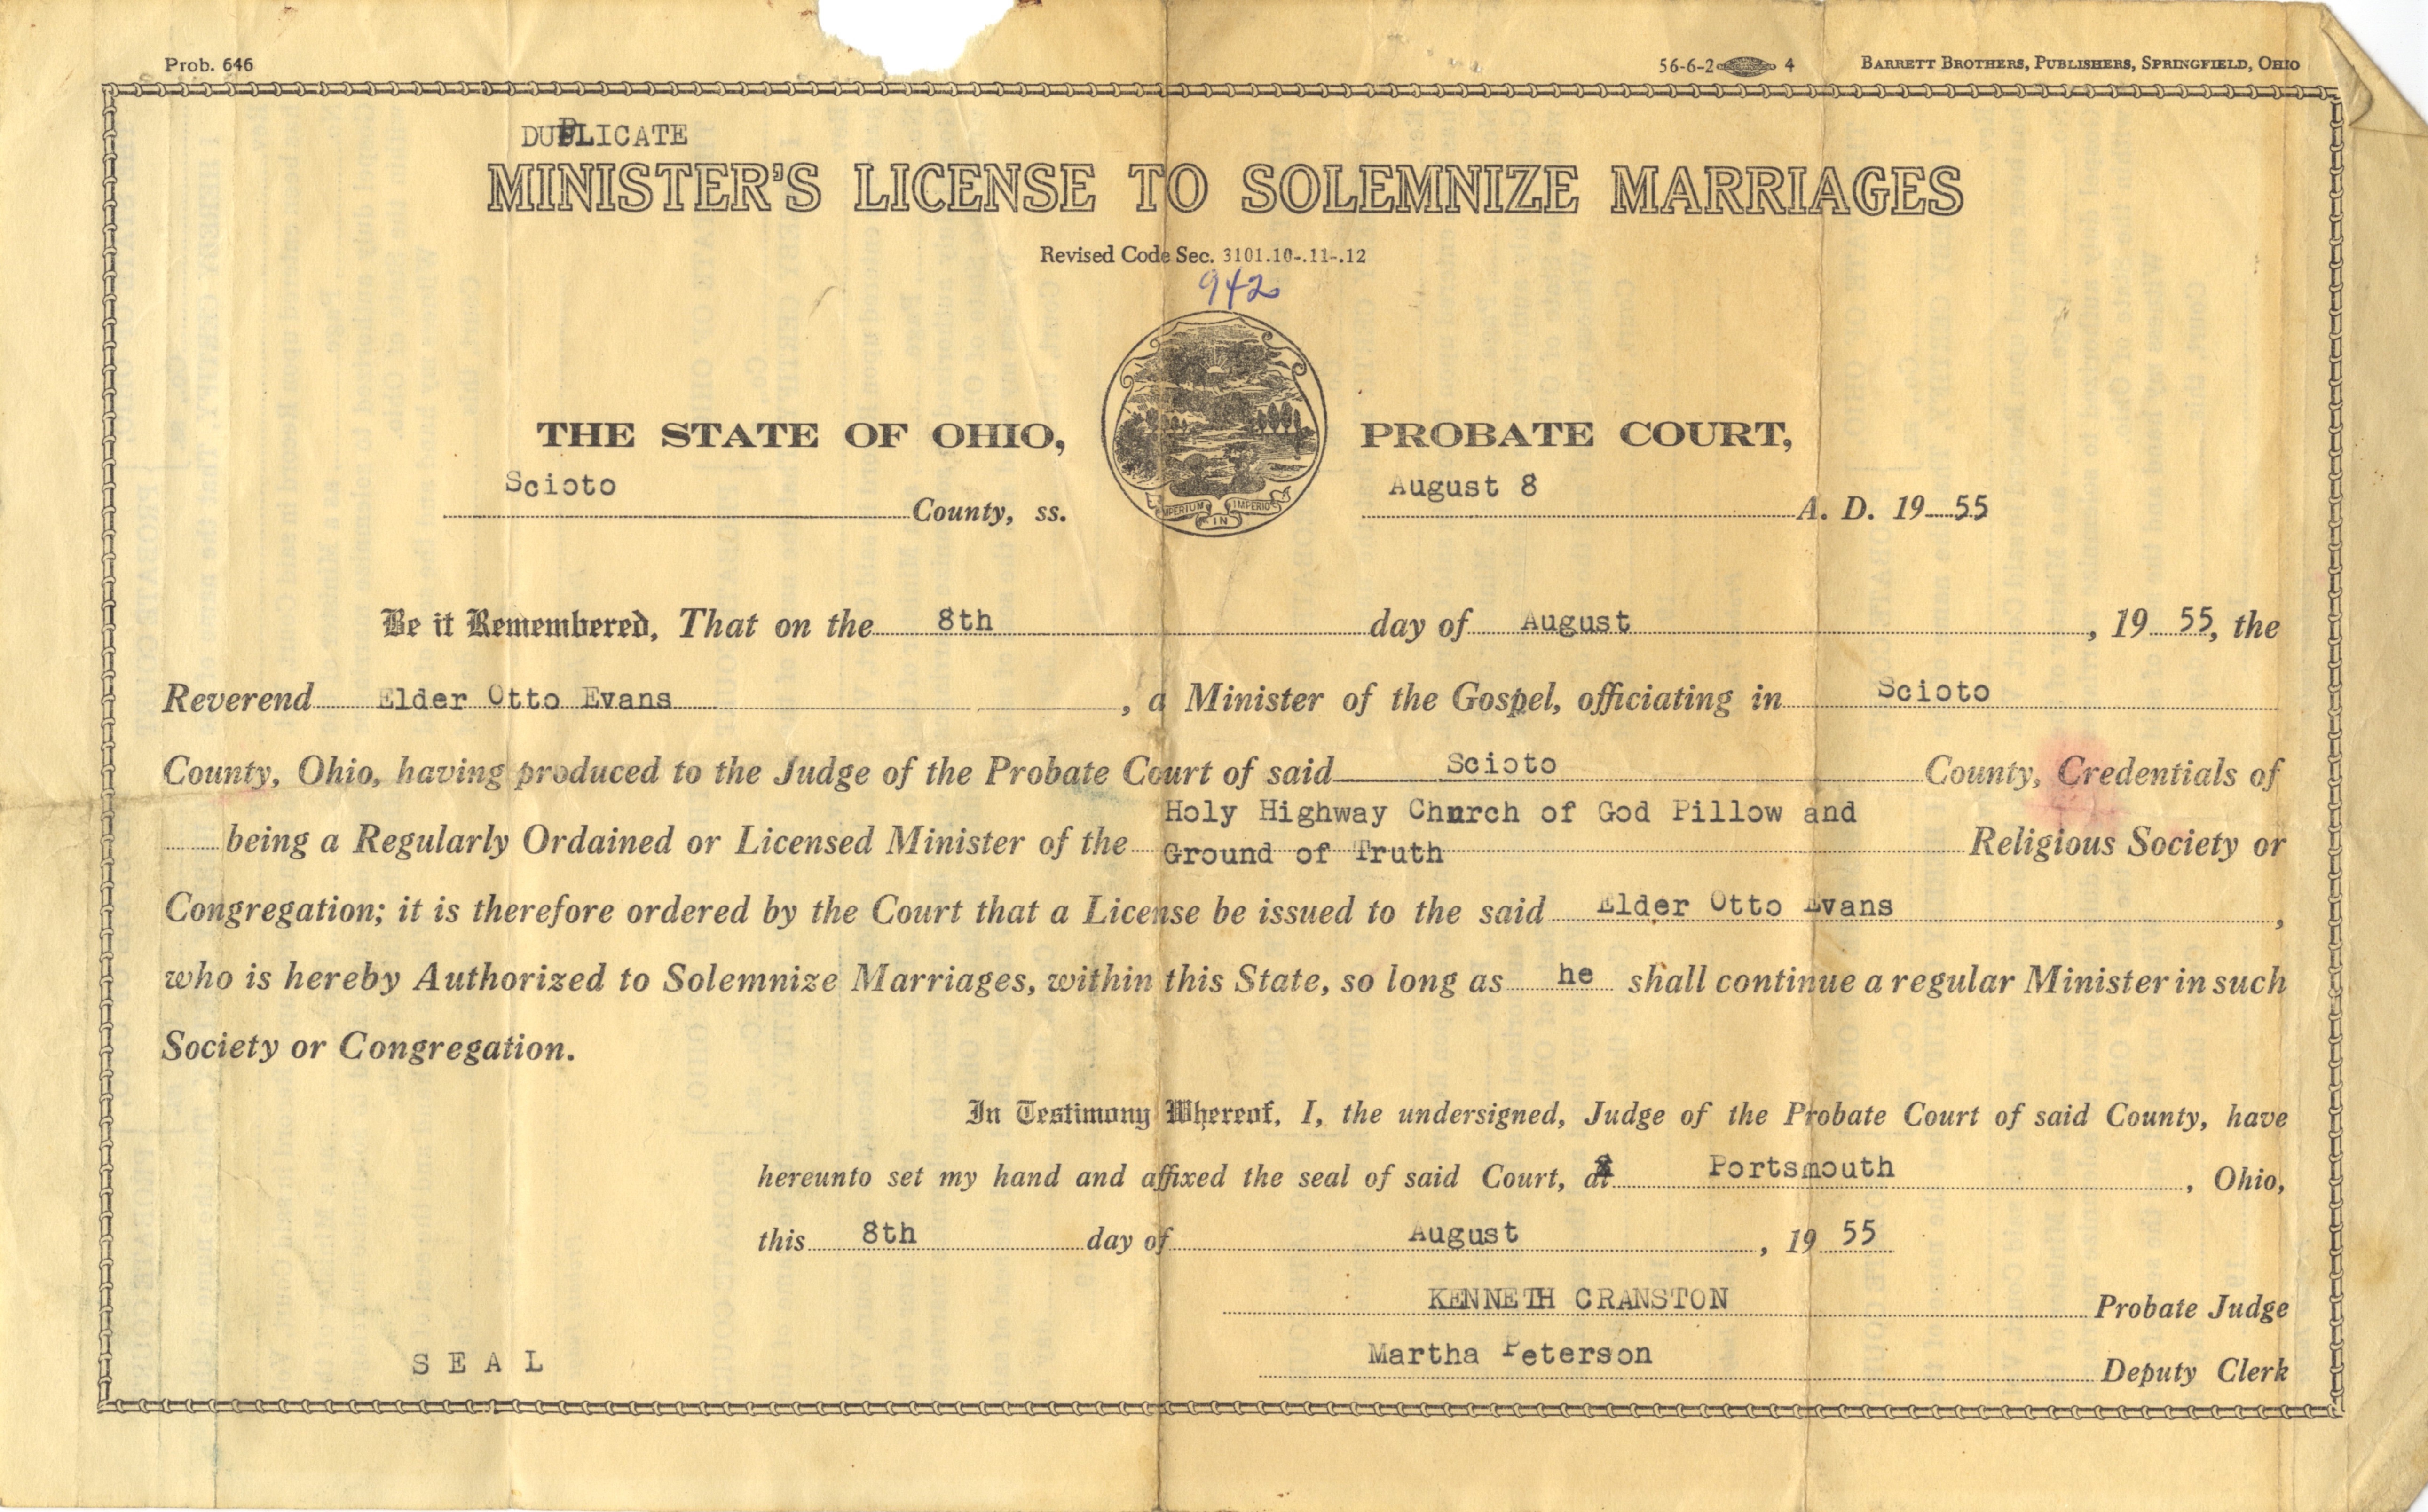 Prob. 646
56-6-2 4 BARRETT BROTHERS, PUBLISHERS, SPRINGFIELD, OHIO
DUPLICATE
MINISTER'S LICENSE TO SOLEMNIZE MARRIAGES
Revised Code Sec. 3101.10-.11-.12
942
THE STATE OF OHIO, PROBATE COURT,
Scioto County, ss. August 8 A. D. 19 55
IMPERIUM IN IMPERIO
Be it Remembered, That on the 8th day of August, 19 55, the
Reverend Elder Otto Evans, a Minister of the Gospel, officiating in Scioto
County, Ohio, having produced to the Judge of the Probate Court of said Scioto County, Credentials of
Holy Highway Church of God Pillow and
being a Regularly Ordained or Licensed Minister of the Ground of Truth Religious Society or
Congregation; it is therefore ordered by the Court that a License be issued to the said Elder Otto Evans,
who is hereby Authorized to Solemnize Marriages, within this State, so long as he shall continue a regular Minister in such
Society or Congregation.
In Testimony Whereof, I, the undersigned, Judge of the Probate Court of said County, have
hereunto set my hand and affixed the seal of said Court, at Portsmouth, Ohio,
this 8th day of August, 19 55
KENNETH CRANSTON Probate Judge
SEAL Martha Peterson Deputy Clerk